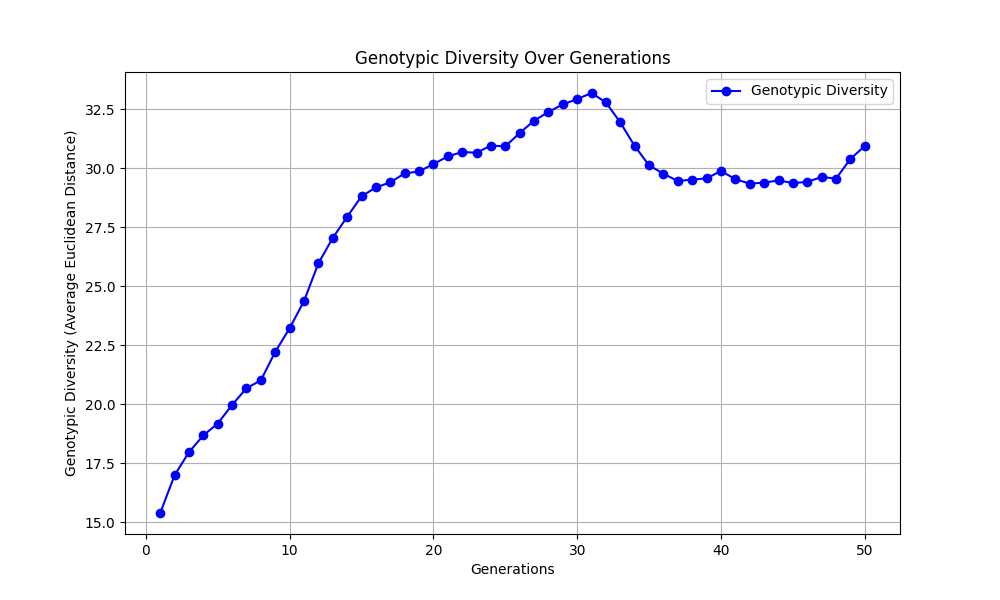 Genotypic Diversity Over Generations
Genotypic Diversity
Genotypic Diversity (Average Euclidean Distance)
32.5
30.0
27.5
25.0
22.5
20.0
17.5
15.0
0 10 20 30 40 50
Generations